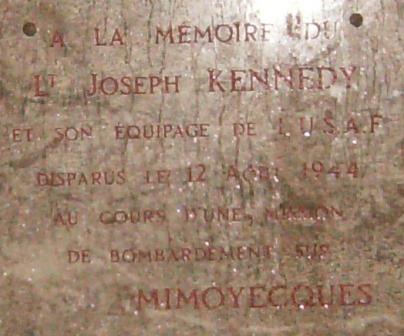 A LA MÉMOIRE DU
LT JOSEPH KENNEDY
ET SON ÉQUIPAGE DE L'U.S.A.F
DISPARUS LE 12 AOUT 1944
AU COURS D'UNE MISSION
DE BOMBARDEMENT SUR
MIMOYECQUES